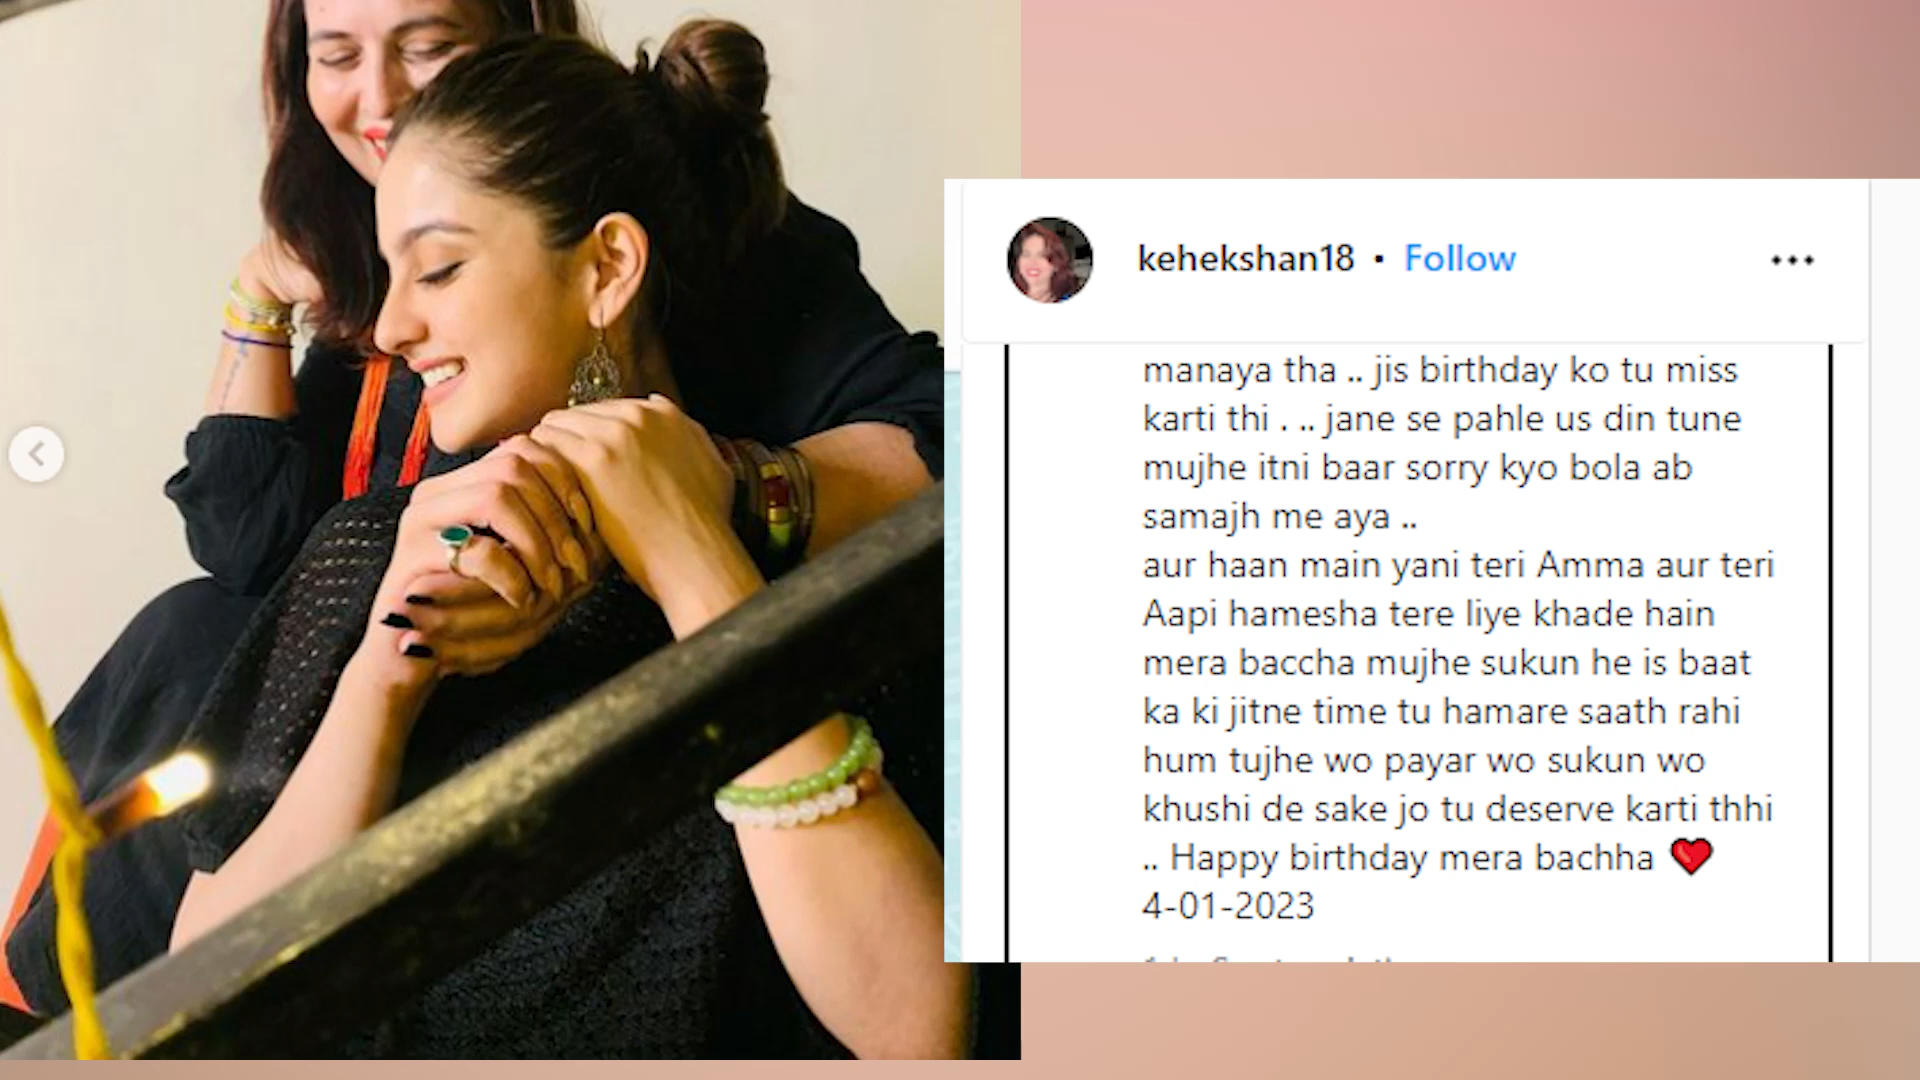 kehekshan18 • Follow
manaya tha .. jis birthday ko tu miss
karti thi . .. jane se pahle us din tune
mujhe itni baar sorry kyo bola ab
samajh me aya ..
aur haan main yani teri Amma aur teri
Aapi hamesha tere liye khade hain
mera baccha mujhe sukun he is baat
ka ki jitne time tu hamare saath rahi
hum tujhe wo payar wo sukun wo
khushi de sake jo tu deserve karti thhi
.. Happy birthday mera bachha ❤️
4-01-2023